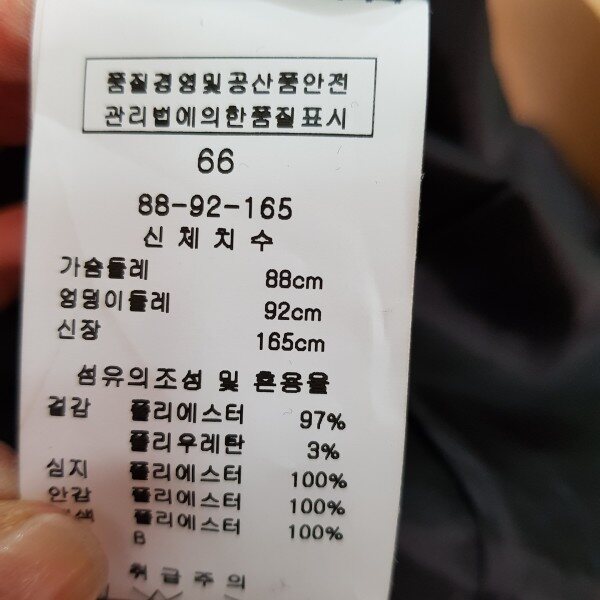 품질경영및공산품안전
관리법에의한품질표시
66
88-92-165
신체치수
가슴둘레 88cm
엉덩이둘레 92cm
신장 165cm
섬유의조성 및 혼용율
겉감 폴리에스터 97%
폴리우레탄 3%
심지 폴리에스터 100%
안감 폴리에스터 100%
폴리에스터 100%
B
취급주의